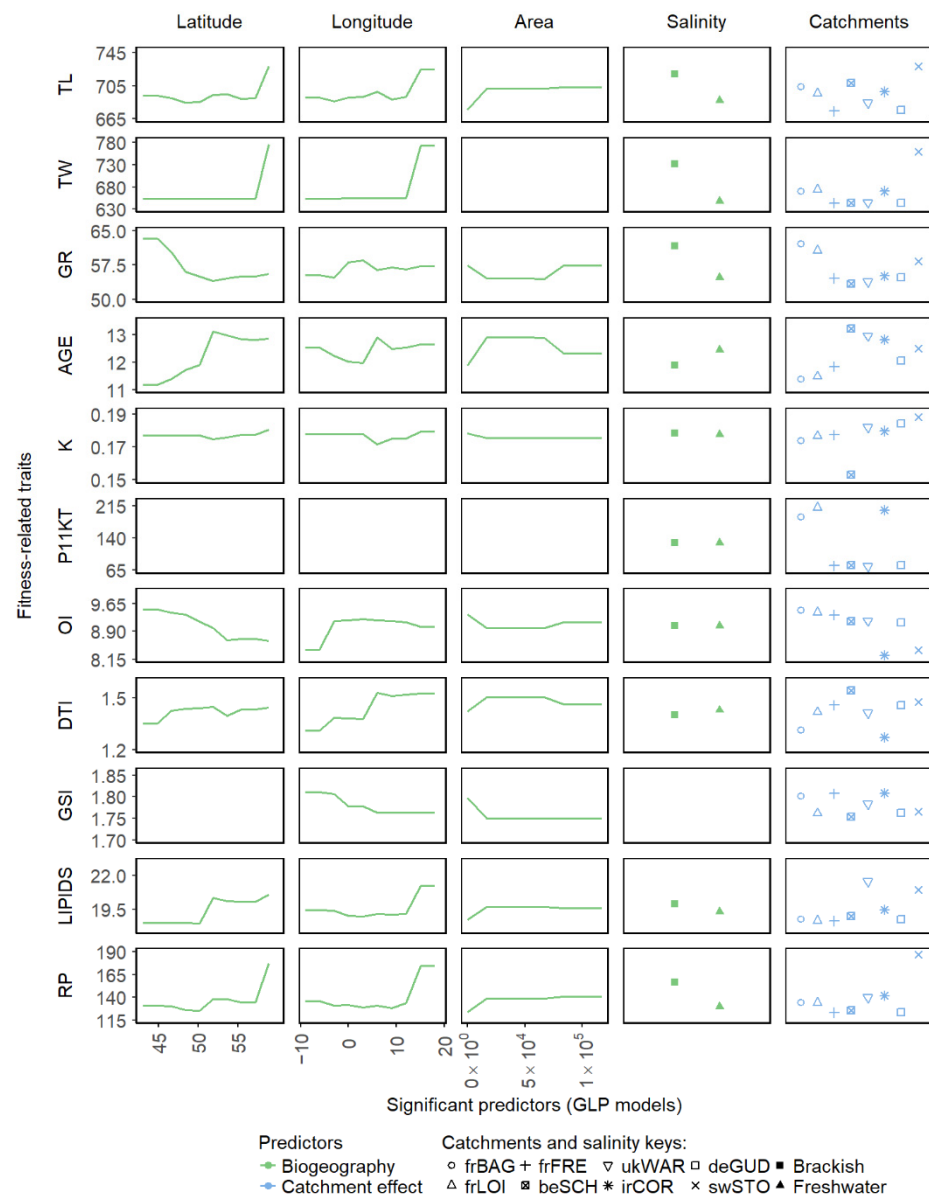 Latitude Longitude Area Salinity Catchments
Fitness-related traits
TL
745
705
665
TW
780
730
680
630
GR
65.0
57.5
50.0
AGE
13
12
11
K
0.19
0.17
0.15
P11KT
215
140
65
OI
9.65
8.90
8.15
DTI
1.5
1.2
GSI
1.85
1.80
1.75
1.70
LIPIDS
22.0
19.5
RP
190
165
140
115
45 50 55 −10 0 10 20 0 × 10⁰ 5 × 10⁴ 1 × 10⁵
Significant predictors (GLP models)
Predictors Catchments and salinity keys:
Biogeography frBAG frFRE ukWAR deGUD Brackish
Catchment effect frLOI beSCH irCOR swSTO Freshwater